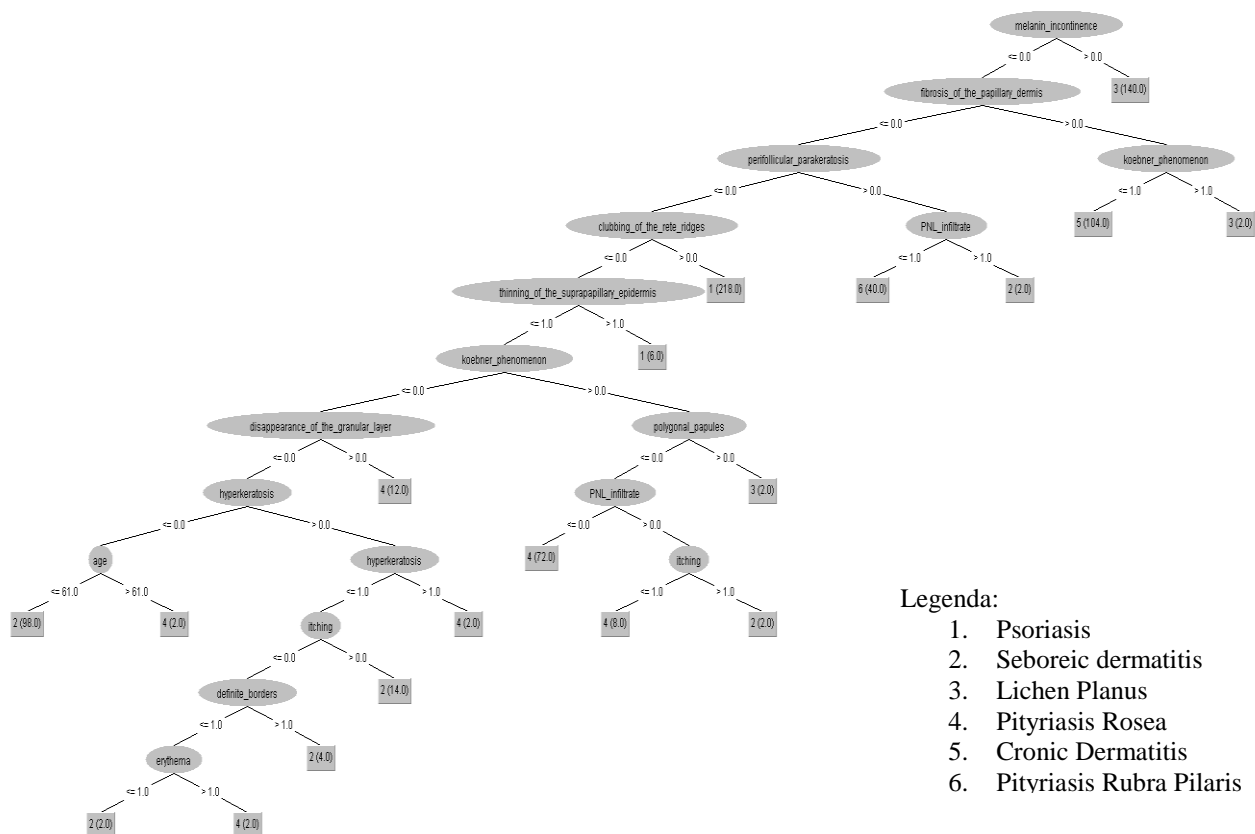 melanin_incontinence
<= 0.0 > 0.0
fibrosis_of_the_papillary_dermis 3 (140.0)
<= 0.0 > 0.0
perifollicular_parakeratosis koebner_phenomenon
<= 0.0 > 0.0 <= 1.0 > 1.0
clubbing_of_the_rete_ridges PNL_infiltrate 5 (104.0) 3 (2.0)
<= 0.0 > 0.0 <= 1.0 > 1.0
thinning_of_the_suprapapillary_epidermis 1 (218.0) 6 (40.0) 2 (2.0)
<= 1.0 > 1.0
koebner_phenomenon 1 (6.0)
<= 0.0 > 0.0
disappearance_of_the_granular_layer polygonal_papules
<= 0.0 > 0.0 <= 0.0 > 0.0
hyperkeratosis 4 (12.0) PNL_infiltrate 3 (2.0)
<= 0.0 > 0.0 <= 0.0 > 0.0
age hyperkeratosis 4 (72.0) itching
<= 61.0 > 61.0 <= 1.0 > 1.0 <= 1.0 > 1.0
2 (98.0) 4 (2.0) itching 4 (2.0) 4 (8.0) 2 (2.0)
<= 0.0 > 0.0
definite_borders 2 (14.0)
<= 1.0 > 1.0
erythema 2 (4.0)
<= 1.0 > 1.0
2 (2.0) 4 (2.0)
Legenda:
1. Psoriasis
2. Seboreic dermatitis
3. Lichen Planus
4. Pityriasis Rosea
5. Cronic Dermatitis
6. Pityriasis Rubra Pilaris